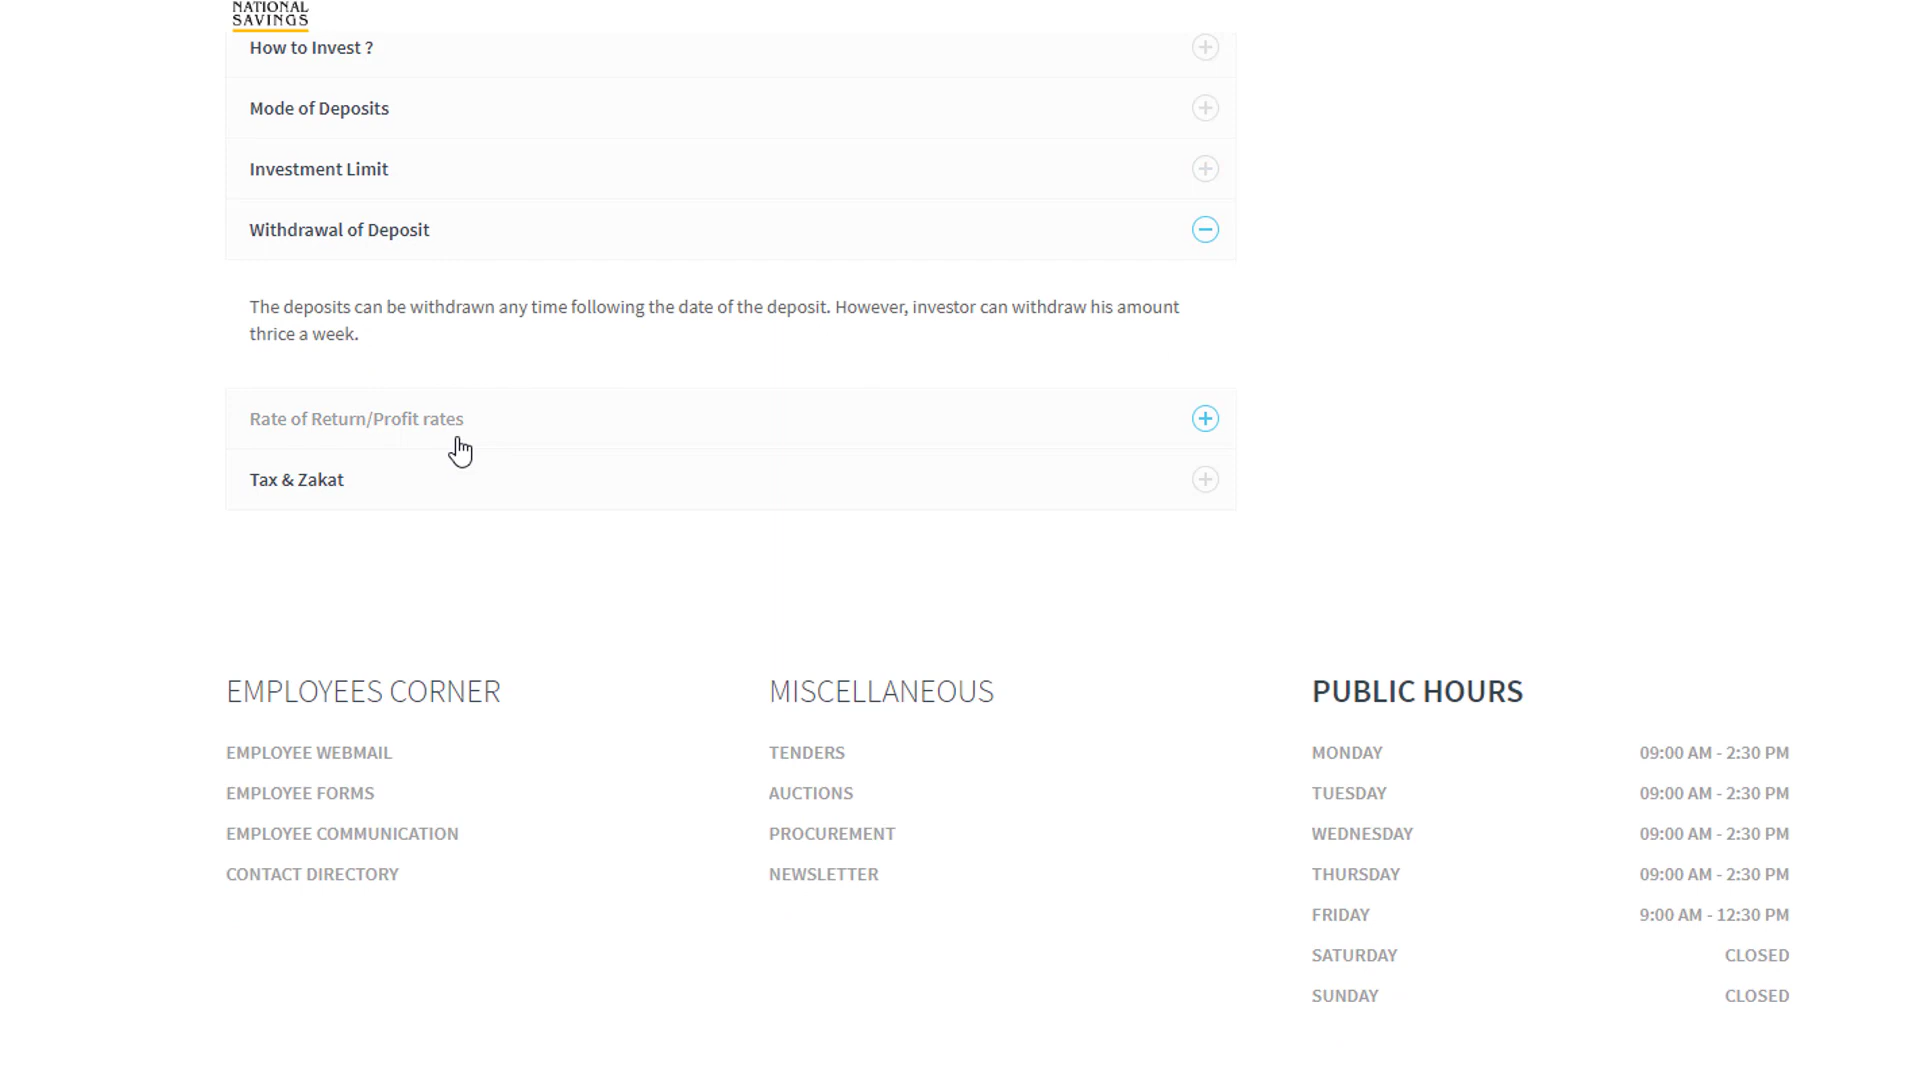 NATIONAL
SAVINGS
How to Invest ?
Mode of Deposits
Investment Limit
Withdrawal of Deposit
The deposits can be withdrawn any time following the date of the deposit. However, investor can withdraw his amount
thrice a week.
Rate of Return/Profit rates
Tax & Zakat
EMPLOYEES CORNER
EMPLOYEE WEBMAIL
EMPLOYEE FORMS
EMPLOYEE COMMUNICATION
CONTACT DIRECTORY
MISCELLANEOUS
TENDERS
AUCTIONS
PROCUREMENT
NEWSLETTER
PUBLIC HOURS
MONDAY 09:00 AM - 2:30 PM
TUESDAY 09:00 AM - 2:30 PM
WEDNESDAY 09:00 AM - 2:30 PM
THURSDAY 09:00 AM - 2:30 PM
FRIDAY 9:00 AM - 12:30 PM
SATURDAY CLOSED
SUNDAY CLOSED